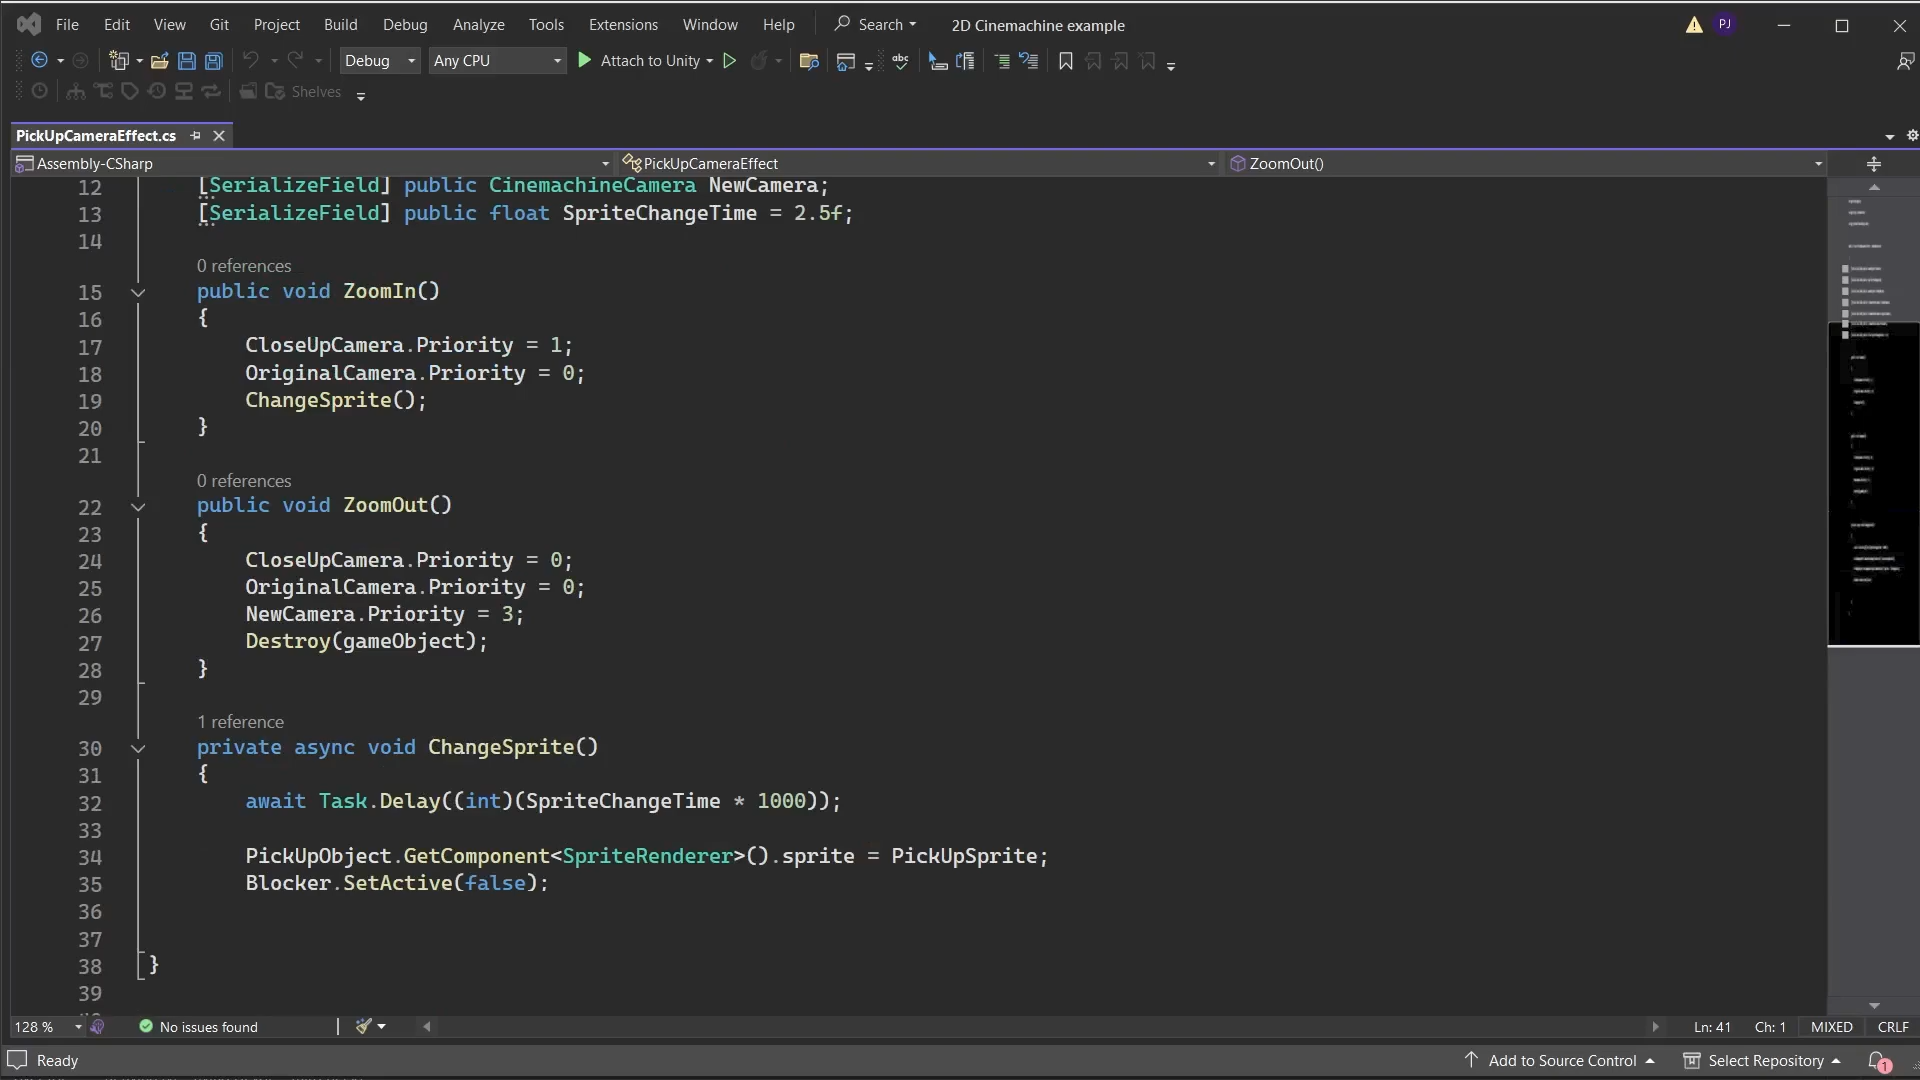 File Edit View Git Project Build Debug Analyze Tools Extensions Window Help Search 2D Cinemachine example PJ
Debug Any CPU Attach to Unity abc
Shelves
PickUpCameraEffect.cs
Assembly-CSharp PickUpCameraEffect ZoomOut()
12 [SerializeField] public CinemachineCamera NewCamera;
13 [SerializeField] public float SpriteChangeTime = 2.5f;
14
0 references
15 public void ZoomIn()
16 {
17 CloseUpCamera.Priority = 1;
18 OriginalCamera.Priority = 0;
19 ChangeSprite();
20 }
21
0 references
22 public void ZoomOut()
23 {
24 CloseUpCamera.Priority = 0;
25 OriginalCamera.Priority = 0;
26 NewCamera.Priority = 3;
27 Destroy(gameObject);
28 }
29
1 reference
30 private async void ChangeSprite()
31 {
32 await Task.Delay((int)(SpriteChangeTime * 1000));
33
34 PickUpObject.GetComponent<SpriteRenderer>().sprite = PickUpSprite;
35 Blocker.SetActive(false);
36
37
38 }
39
128 % No issues found Ln: 41 Ch: 1 MIXED CRLF
Ready Add to Source Control Select Repository 1